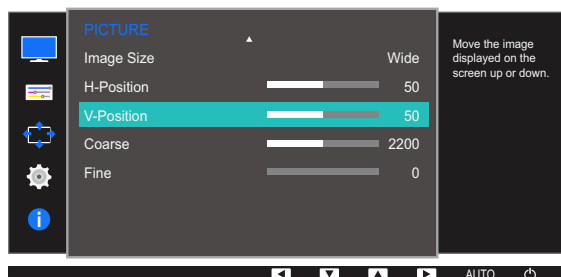 PICTURE
Image Size Wide
H-Position 50
V-Position 50
Coarse 2200
Fine 0
Move the image
displayed on the
screen up or down.
AUTO